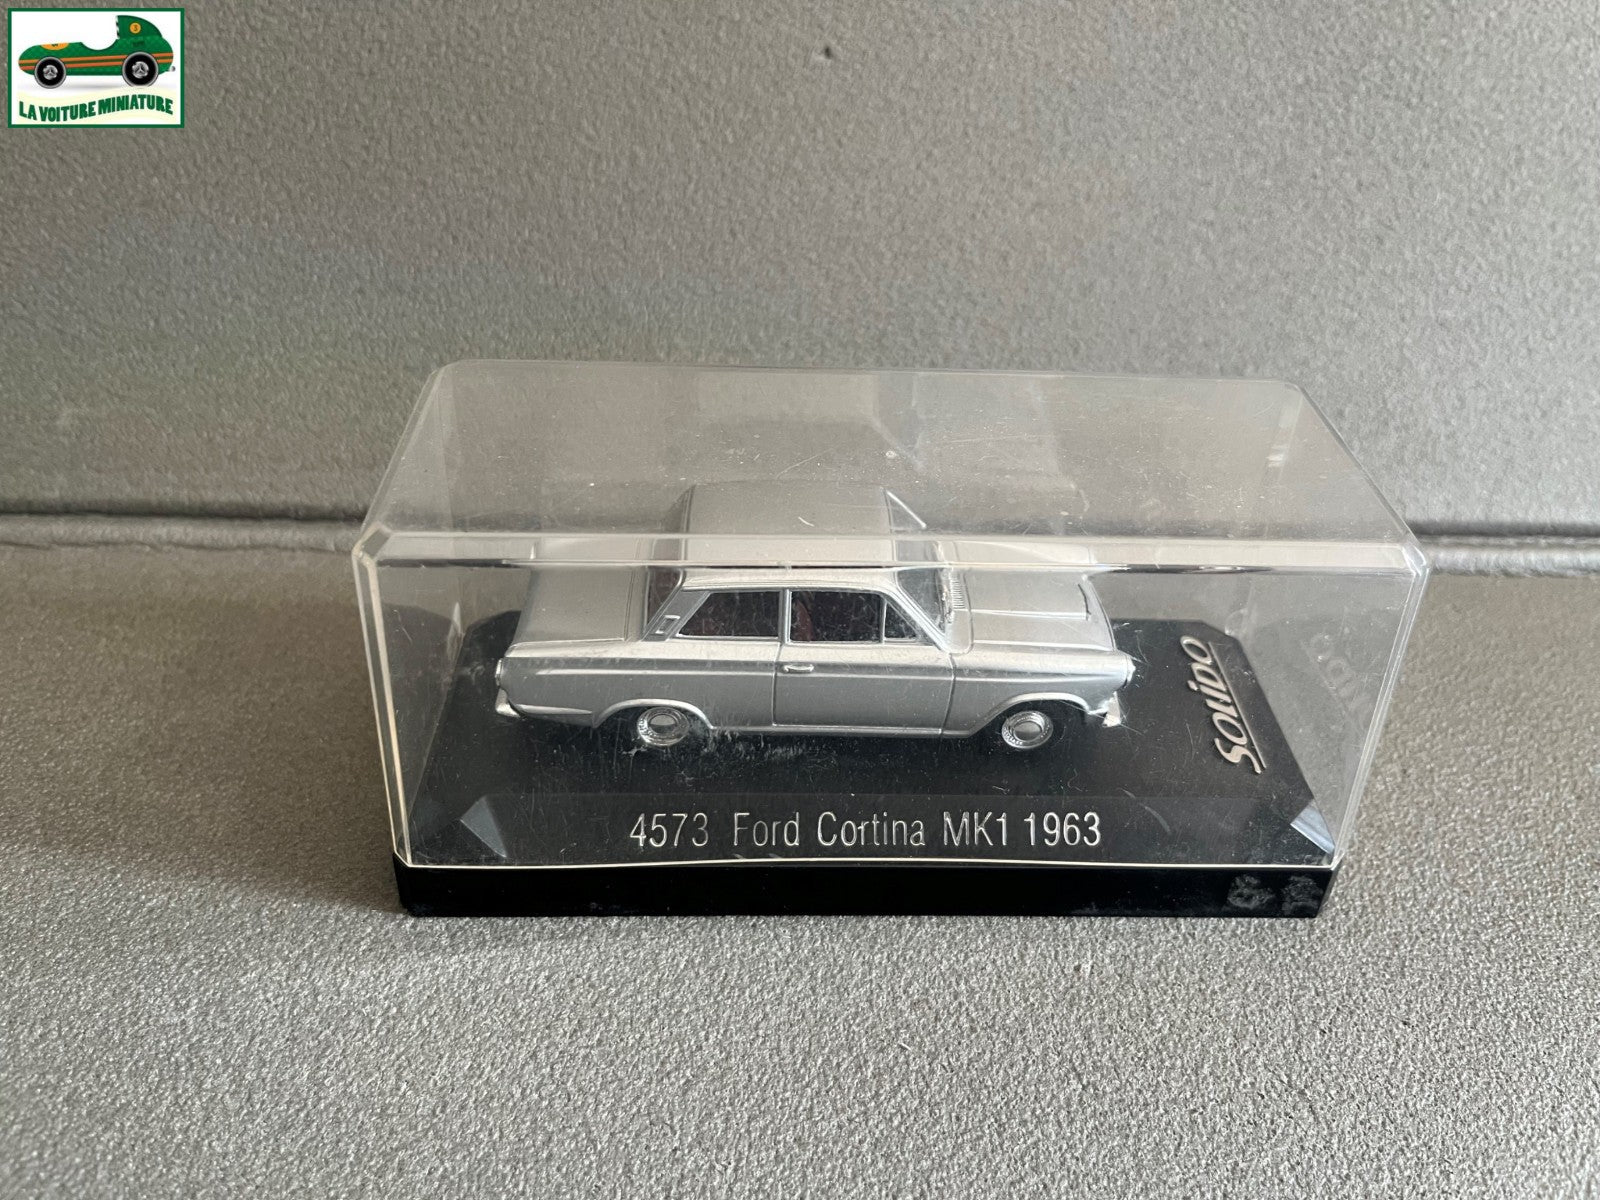 LA VOITURE MINIATURE
SOLIDO
4573 Ford Cortina MK1 1963